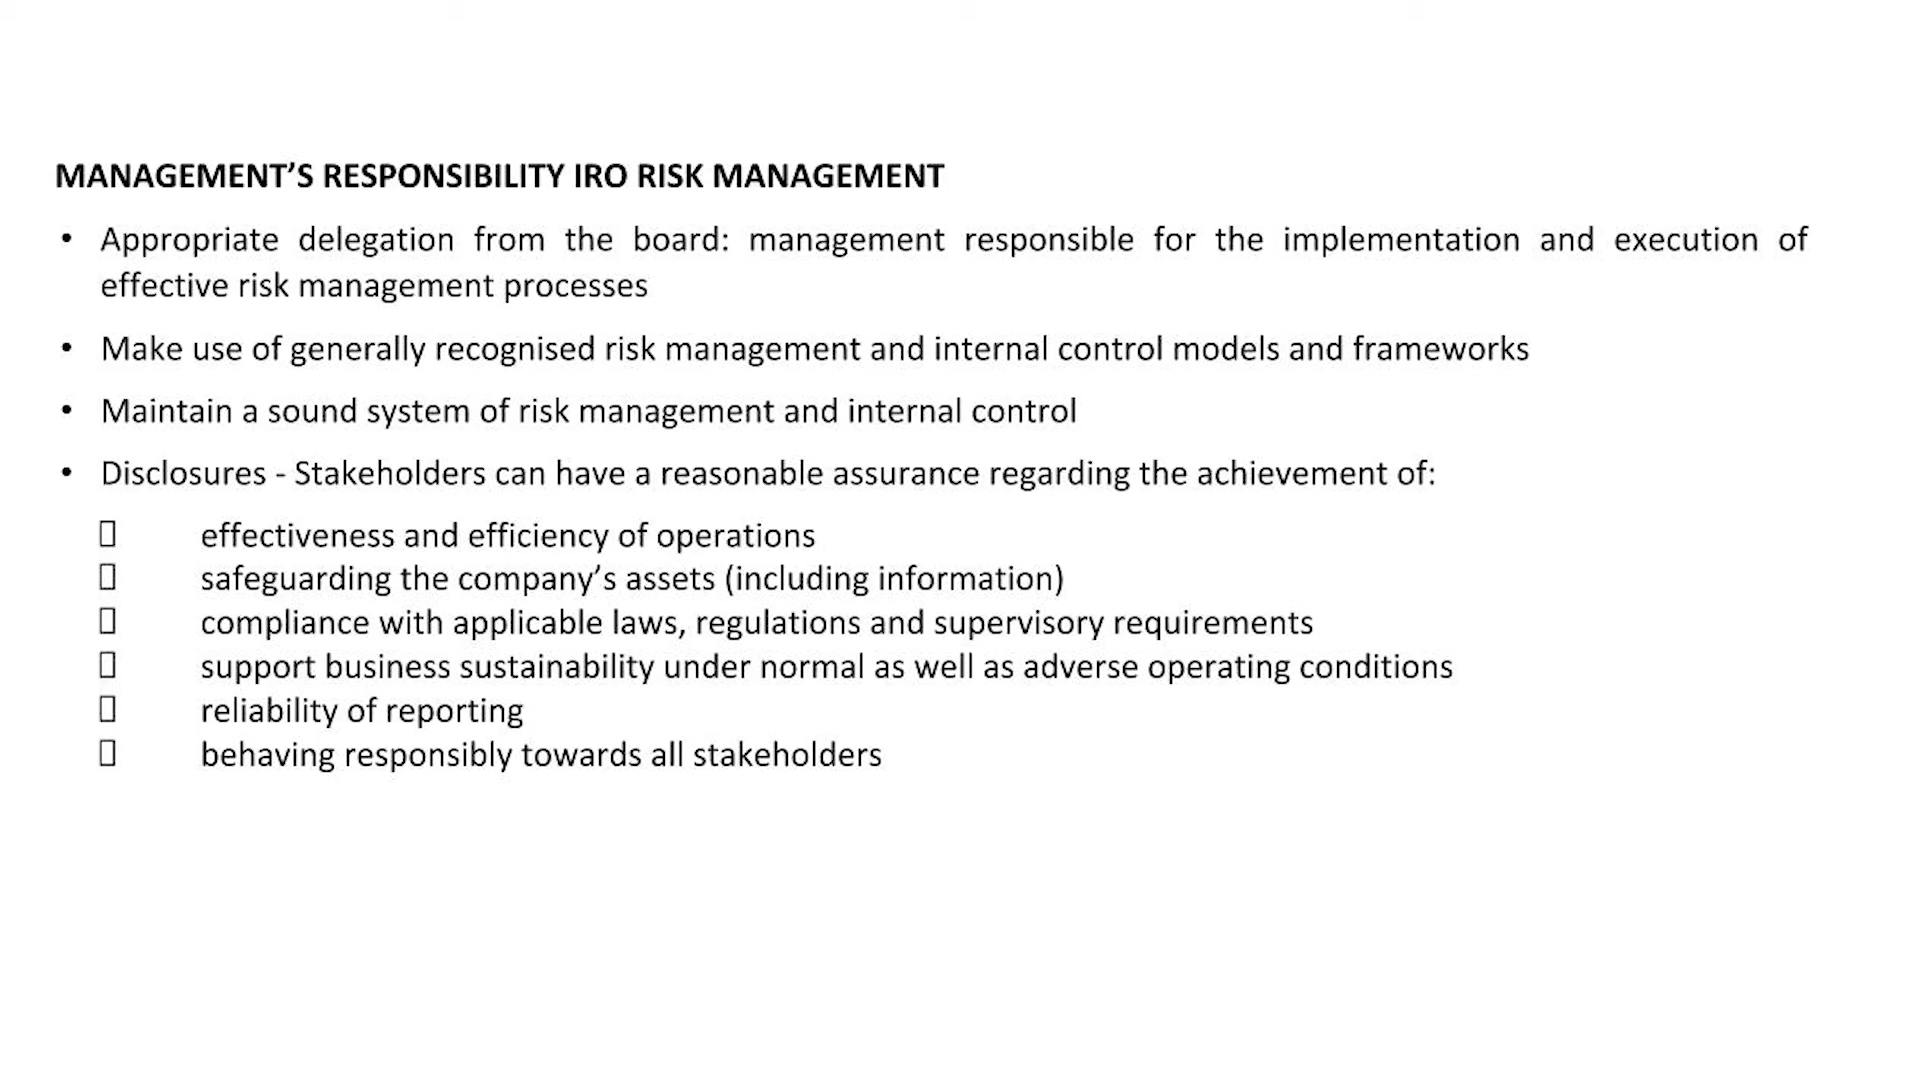 MANAGEMENT’S RESPONSIBILITY IRO RISK MANAGEMENT
• Appropriate delegation from the board: management responsible for the implementation and execution of
effective risk management processes
• Make use of generally recognised risk management and internal control models and frameworks
• Maintain a sound system of risk management and internal control
• Disclosures - Stakeholders can have a reasonable assurance regarding the achievement of:
▯ effectiveness and efficiency of operations
▯ safeguarding the company’s assets (including information)
▯ compliance with applicable laws, regulations and supervisory requirements
▯ support business sustainability under normal as well as adverse operating conditions
▯ reliability of reporting
▯ behaving responsibly towards all stakeholders